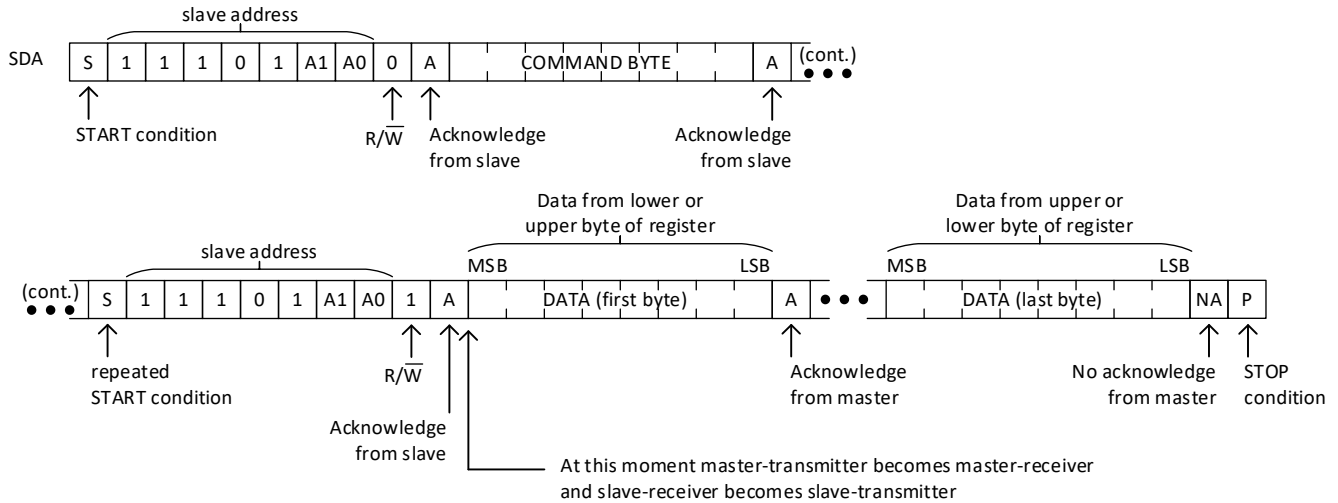 slave address
SDA S 1 1 1 0 1 A1 A0 0 A COMMAND BYTE A (cont.)
START condition
R/W̅
Acknowledge
from slave
Acknowledge
from slave
Data from lower or
upper byte of register
Data from upper or
lower byte of register
slave address
MSB LSB MSB LSB
(cont.) S 1 1 1 0 1 A1 A0 1 A DATA (first byte) A DATA (last byte) NA P
repeated
START condition
R/W̅
Acknowledge
from slave
Acknowledge
from master
No acknowledge
from master
STOP
condition
At this moment master-transmitter becomes master-receiver
and slave-receiver becomes slave-transmitter